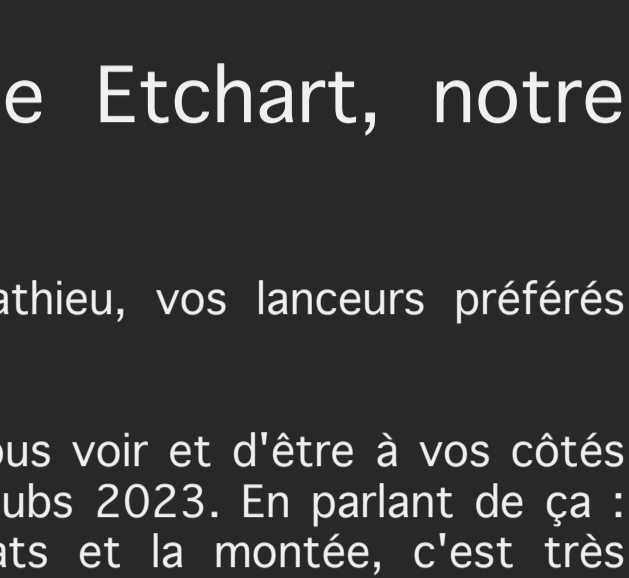 e Etchart, notre
athieu, vos lanceurs préférés
ous voir et d'être à vos côtés
ubs 2023. En parlant de ça :
ats et la montée, c'est très